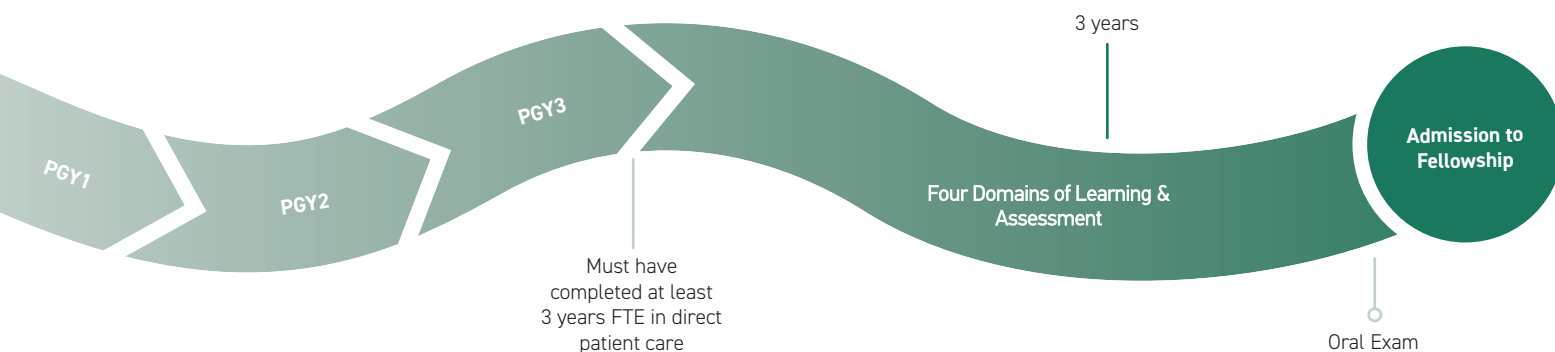 PGY1
PGY2
PGY3
Must have
completed at least
3 years FTE in direct
patient care
3 years
Four Domains of Learning &
Assessment
Oral Exam
Admission to
Fellowship